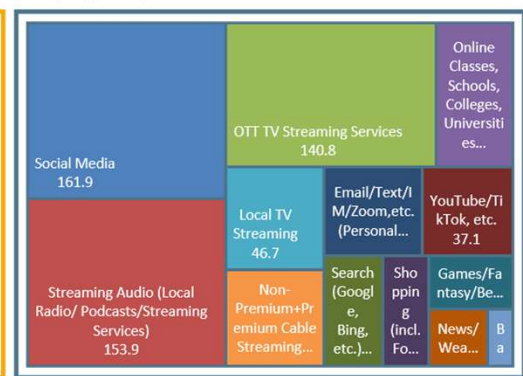 Social Media
161.9
Streaming Audio (Local
Radio/ Podcasts/Streaming
Services)
153.9
OTT TV Streaming Services
140.8
Online
Classes,
Schools,
Colleges,
Universiti
es...
Local TV
Streaming
46.7
Email/Text/I
M/Zoom,etc.
(Personal...
YouTube/Ti
kTok, etc.
37.1
Non-
Premium+Pr
emium Cable
Streaming...
Search
(Googl
e,
Bing,
etc.)...
Sho
ppin
g
(incl.
Fo...
Games/Fa
ntasy/Be...
News/
Wea...
B
a